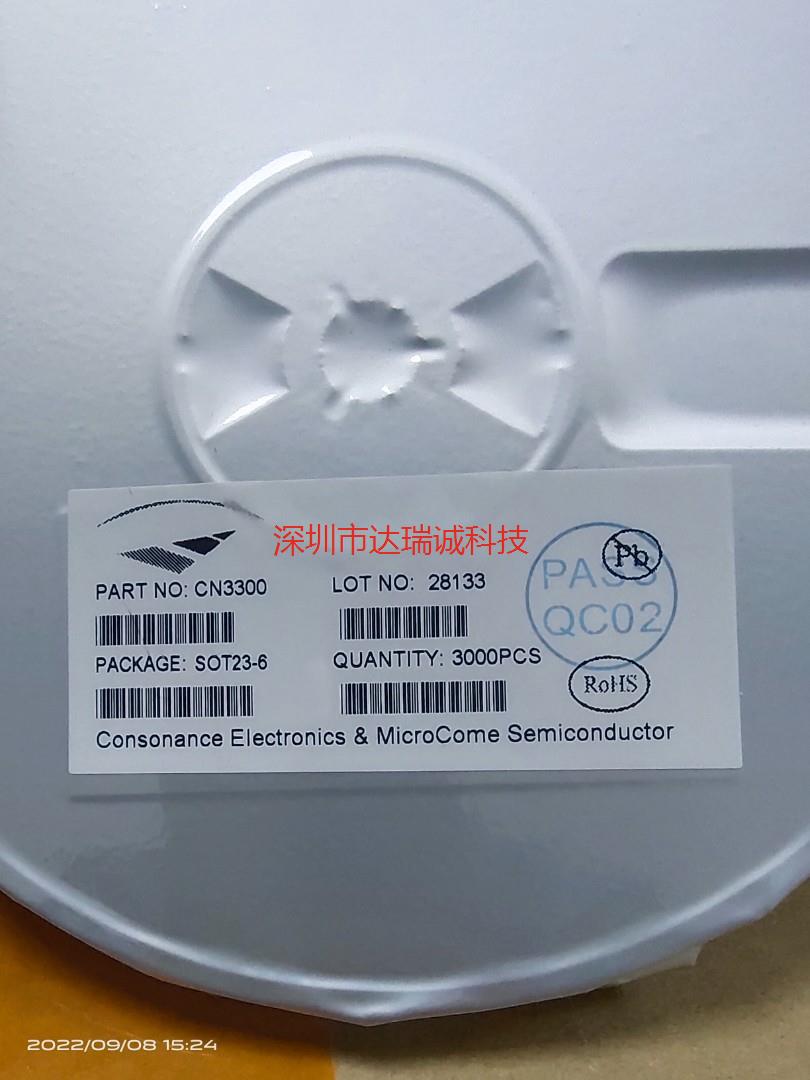 深圳市达瑞诚科技
Pb
PASS
QC02
PART NO: CN3300
LOT NO: 28133
PACKAGE: SOT23-6
QUANTITY: 3000PCS
RoHS
Consonance Electronics & MicroCome Semiconductor
2022/09/08 15:24